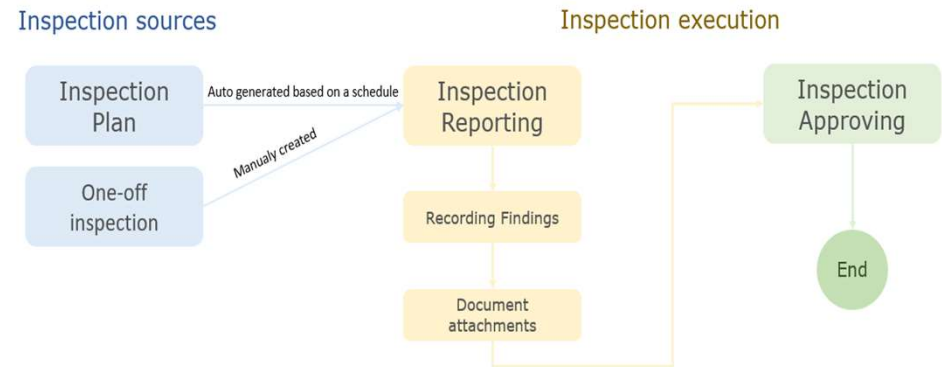 Inspection sources
Inspection execution
Inspection
Plan
Auto generated based on a schedule
Inspection
Reporting
Inspection
Approving
Manualy created
One-off
inspection
Recording Findings
End
Document
attachments